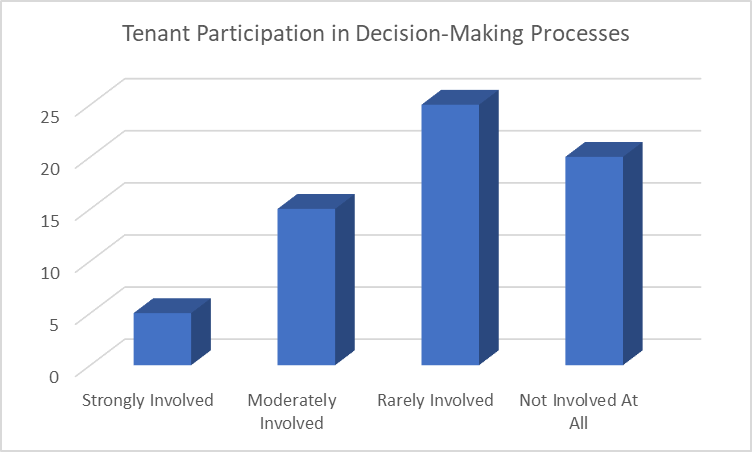 Tenant Participation in Decision-Making Processes
25
20
15
10
5
0
Strongly Involved
Moderately
Involved
Rarely Involved
Not Involved At
All